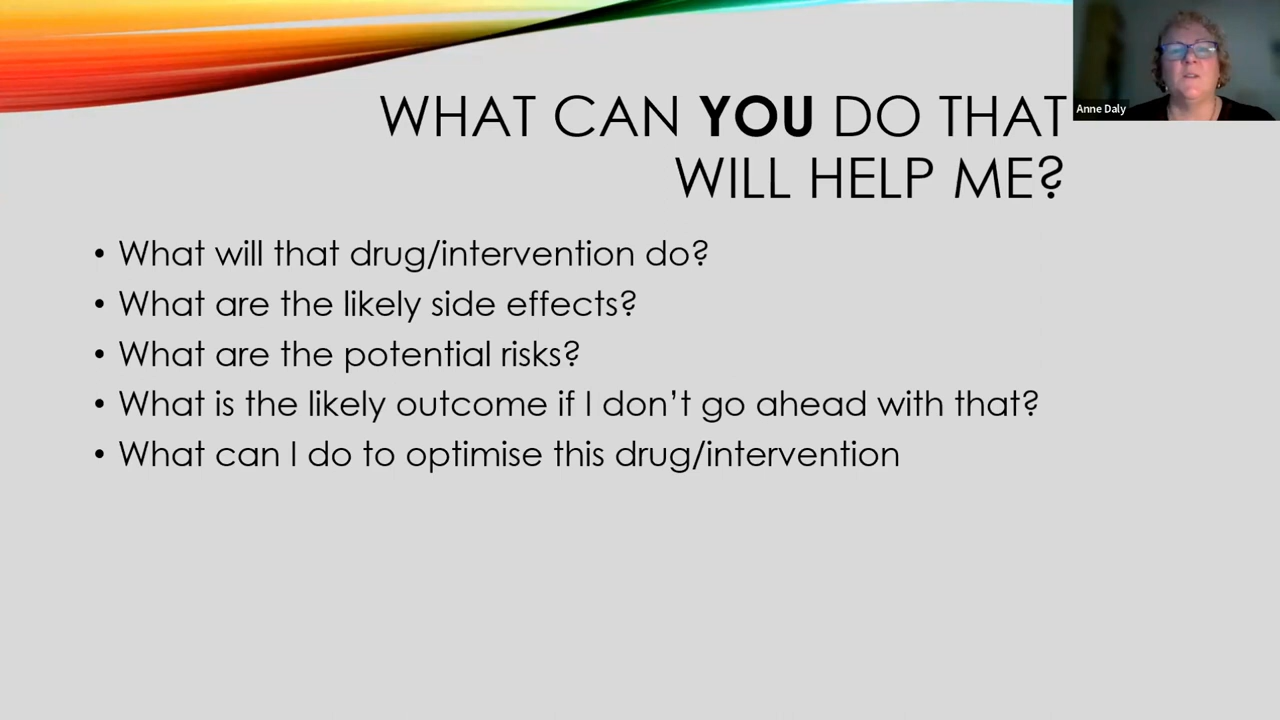 WHAT CAN YOU DO THAT
WILL HELP ME?
Anne Daly
• What will that drug/intervention do?
• What are the likely side effects?
• What are the potential risks?
• What is the likely outcome if I don’t go ahead with that?
• What can I do to optimise this drug/intervention